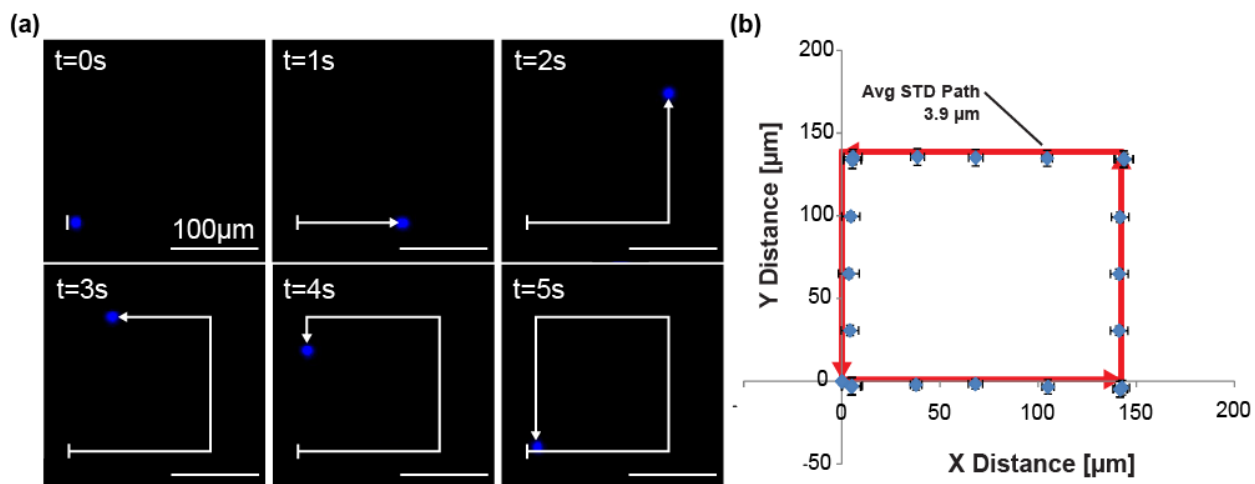 (a)
t=0s
100µm
t=1s
t=2s
t=3s
t=4s
t=5s
(b)
Avg STD Path
3.9 µm
Y Distance [µm]
200
150
100
50
0
-50
-
0
50
100
150
200
X Distance [µm]